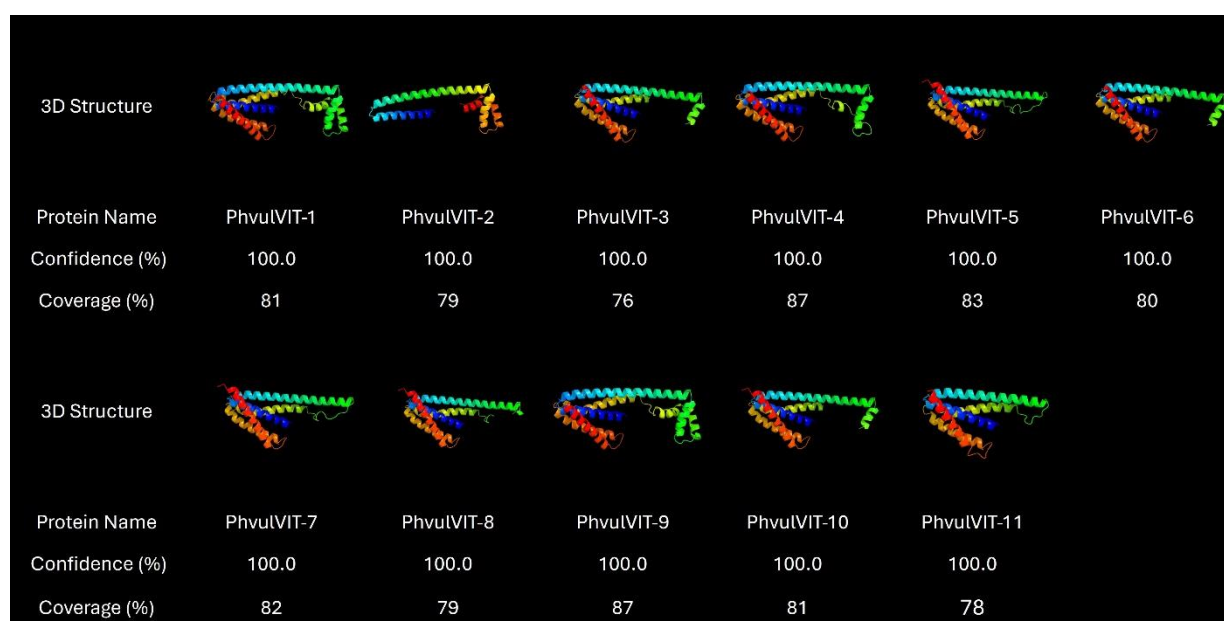 3D Structure
Protein Name PhvulVIT-1 PhvulVIT-2 PhvulVIT-3 PhvulVIT-4 PhvulVIT-5 PhvulVIT-6
Confidence (%) 100.0 100.0 100.0 100.0 100.0 100.0
Coverage (%) 81 79 76 87 83 80
3D Structure
Protein Name PhvulVIT-7 PhvulVIT-8 PhvulVIT-9 PhvulVIT-10 PhvulVIT-11
Confidence (%) 100.0 100.0 100.0 100.0 100.0
Coverage (%) 82 79 87 81 78